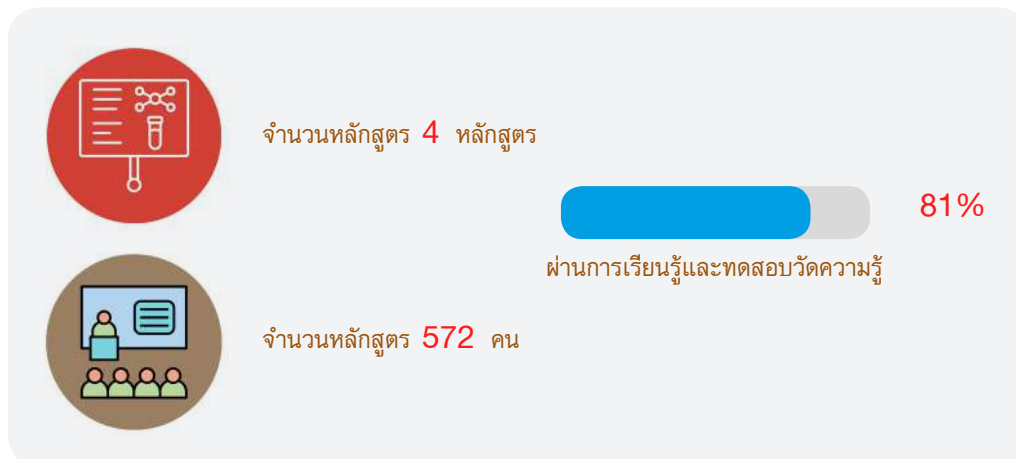 จำนวนหลักสูตร 4 หลักสูตร
81%
ผ่านการเรียนรู้และทดสอบวัดความรู้
จำนวนหลักสูตร 572 คน